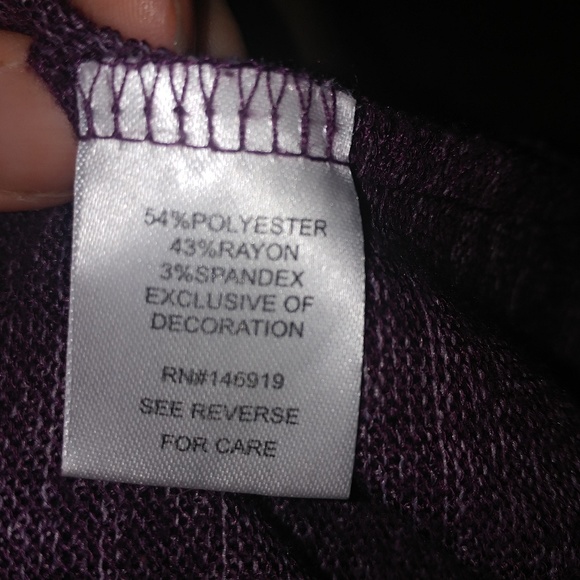 54%POLYESTER
43%RAYON
3%SPANDEX
EXCLUSIVE OF
DECORATION
RN#146919
SEE REVERSE
FOR CARE